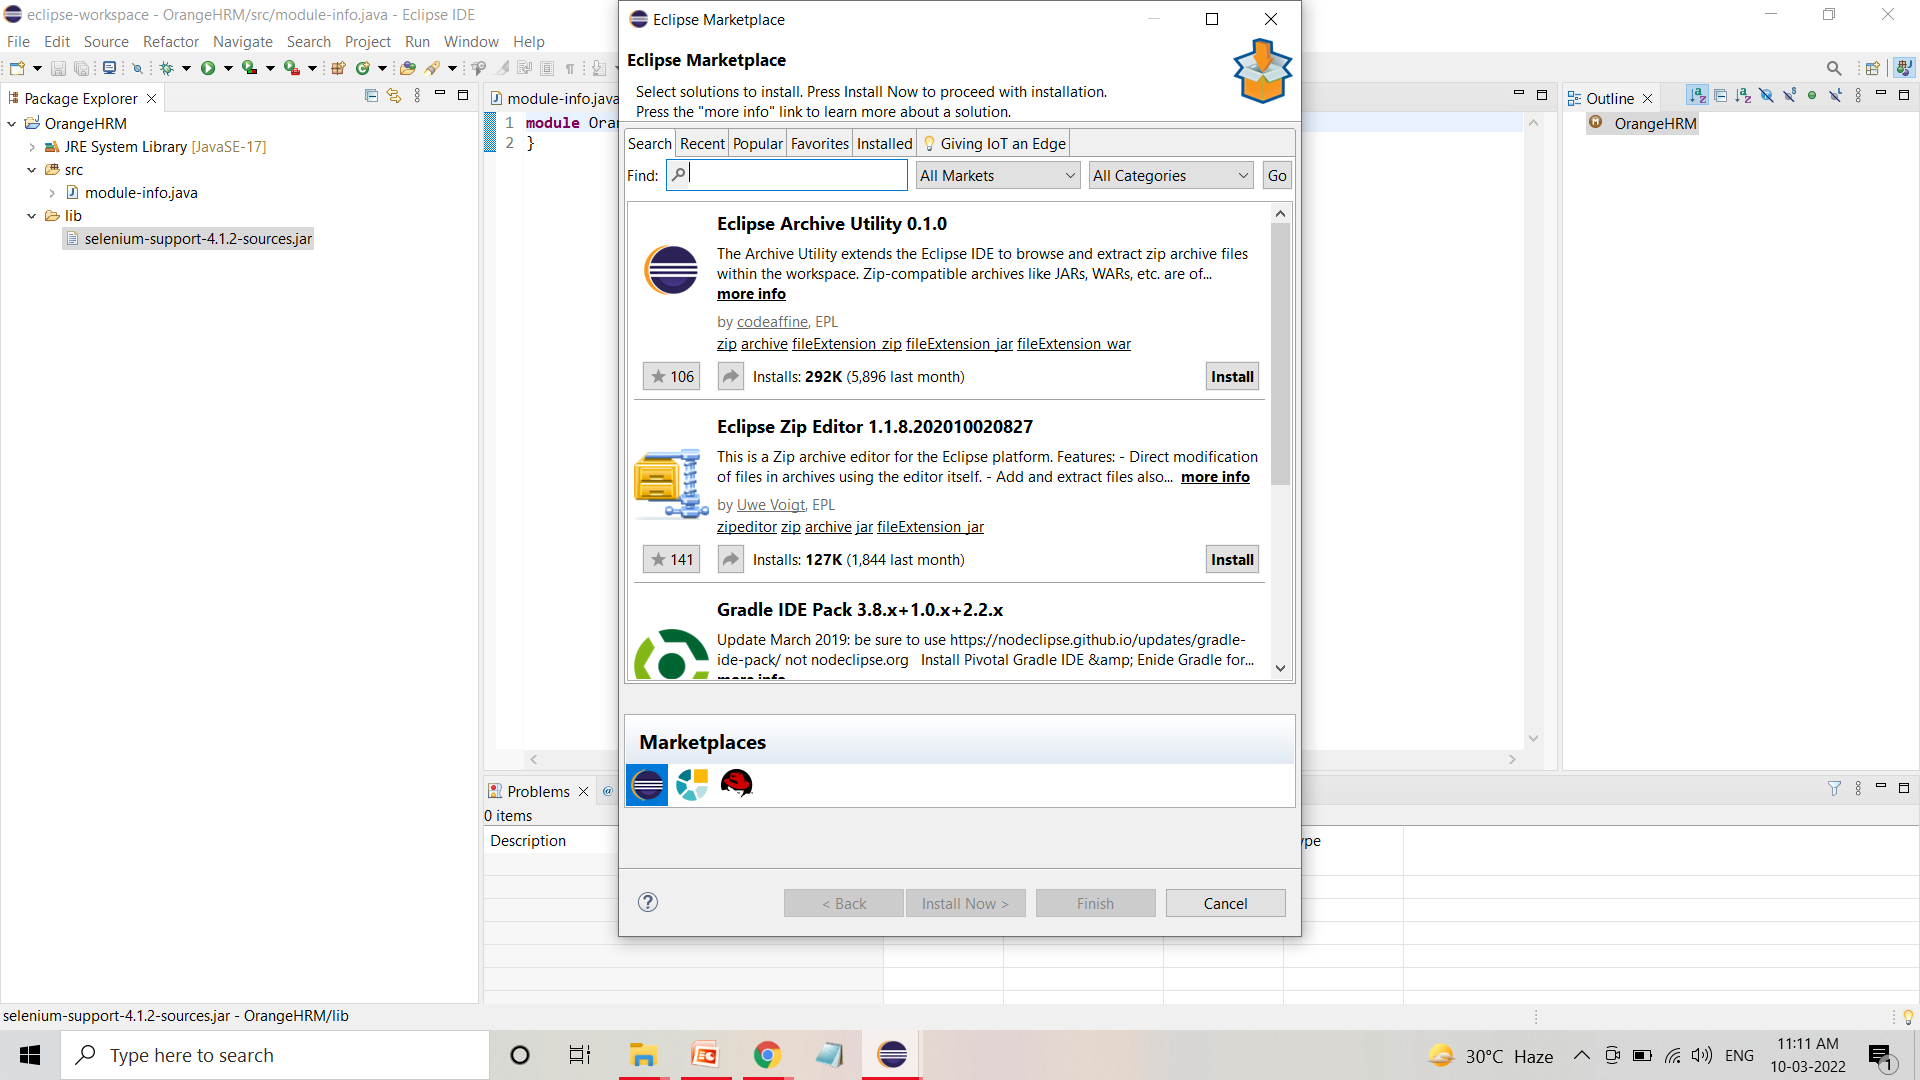 eclipse-workspace - OrangeHRM/src/module-info.java - Eclipse IDE
File Edit Source Refactor Navigate Search Project Run Window Help
Package Explorer
OrangeHRM
JRE System Library [JavaSE-17]
src
module-info.java
lib
selenium-support-4.1.2-sources.jar
module-info.java
1 module Oran
2 }
Eclipse Marketplace
Eclipse Marketplace
Select solutions to install. Press Install Now to proceed with installation.
Press the "more info" link to learn more about a solution.
Search Recent Popular Favorites Installed Giving IoT an Edge
Find: All Markets All Categories Go
Eclipse Archive Utility 0.1.0
The Archive Utility extends the Eclipse IDE to browse and extract zip archive files
within the workspace. Zip-compatible archives like JARs, WARs, etc. are of...
more info
by codeaffine, EPL
zip archive fileExtension_zip fileExtension_jar fileExtension_war
106 Installs: 292K (5,896 last month) Install
Eclipse Zip Editor 1.1.8.202010020827
This is a Zip archive editor for the Eclipse platform. Features: - Direct modification
of files in archives using the editor itself. - Add and extract files also... more info
by Uwe Voigt, EPL
zipeditor zip archive jar fileExtension_jar
141 Installs: 127K (1,844 last month) Install
Gradle IDE Pack 3.8.x+1.0.x+2.2.x
Update March 2019: be sure to use https://nodeclipse.github.io/updates/gradle-
ide-pack/ not nodeclipse.org Install Pivotal Gradle IDE &amp; Enide Gradle for...
more info
Marketplaces
< Back Install Now > Finish Cancel
Outline
OrangeHRM
Problems @
0 items
Description ype
selenium-support-4.1.2-sources.jar - OrangeHRM/lib
Type here to search
30°C Haze ENG
11:11 AM
10-03-2022
1